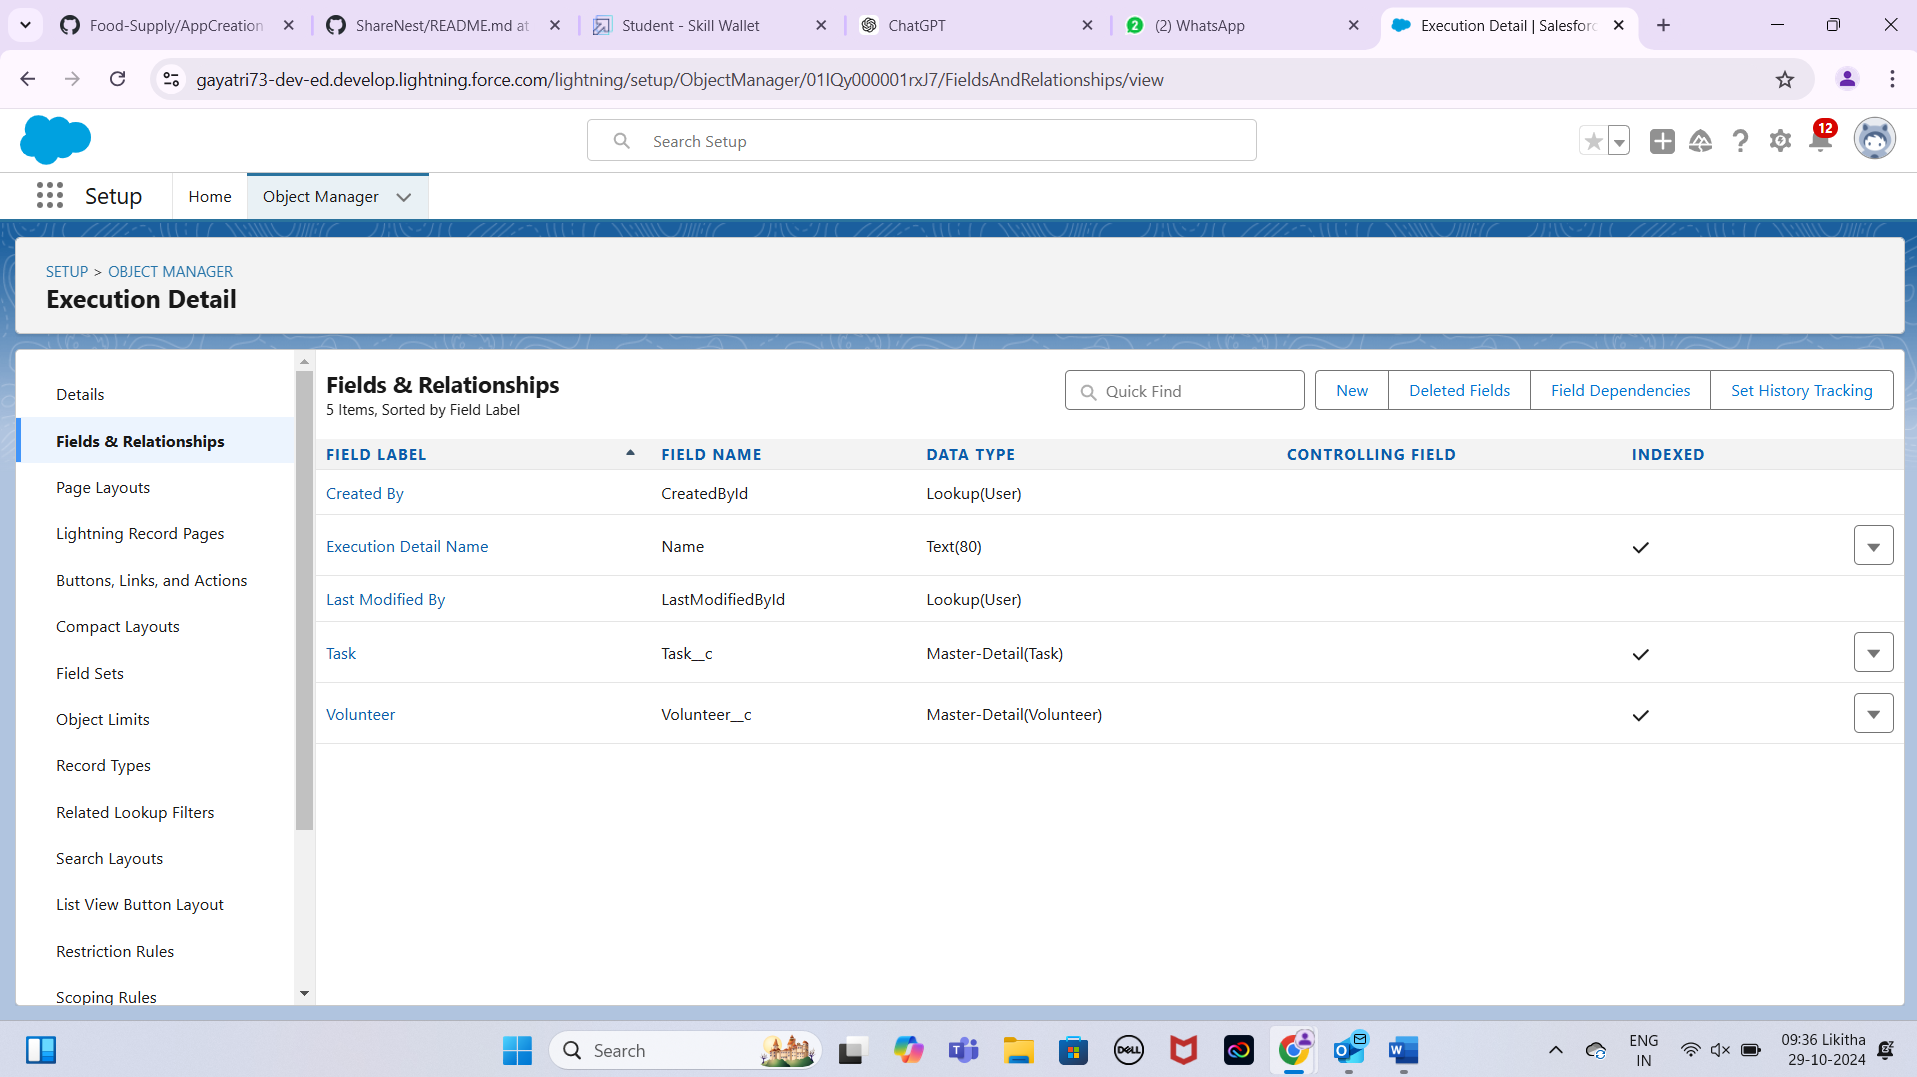 Food-Supply/AppCreation
ShareNest/README.md at
Student - Skill Wallet
ChatGPT
2
(2) WhatsApp
Execution Detail | Salesforc
gayatri73-dev-ed.develop.lightning.force.com/lightning/setup/ObjectManager/01IQy000001rxJ7/FieldsAndRelationships/view
Search Setup
12
Setup
Home
Object Manager
SETUP > OBJECT MANAGER
Execution Detail
Details
Fields & Relationships
Page Layouts
Lightning Record Pages
Buttons, Links, and Actions
Compact Layouts
Field Sets
Object Limits
Record Types
Related Lookup Filters
Search Layouts
List View Button Layout
Restriction Rules
Scoping Rules
Fields & Relationships
5 Items, Sorted by Field Label
Quick Find
New
Deleted Fields
Field Dependencies
Set History Tracking
FIELD LABEL FIELD NAME DATA TYPE CONTROLLING FIELD INDEXED
Created By CreatedById Lookup(User)
Execution Detail Name Name Text(80)
Last Modified By LastModifiedById Lookup(User)
Task Task__c Master-Detail(Task)
Volunteer Volunteer__c Master-Detail(Volunteer)
Search
DELL
ENG
IN
09:36 Likitha
29-10-2024